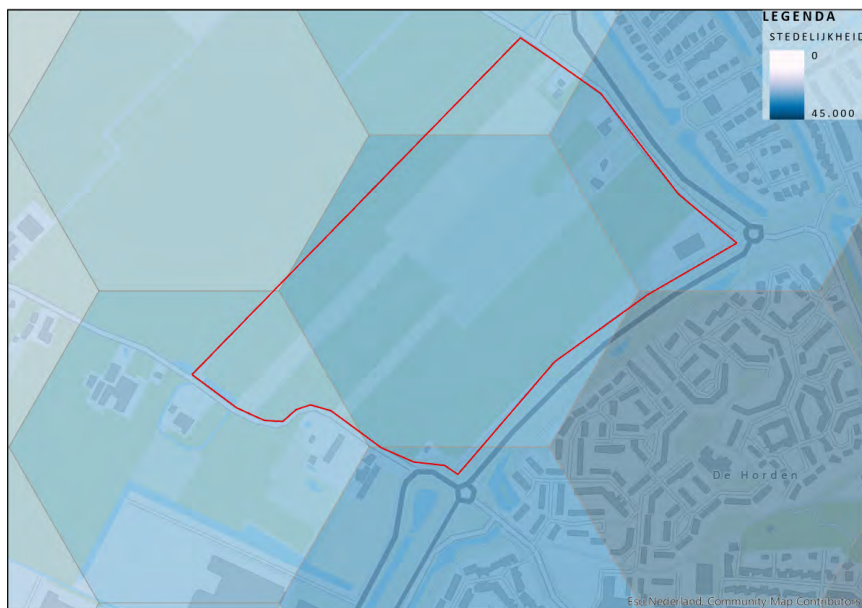 LEGENDA
STEDELIJKHEID
0
45.000
De Horden
Esri Nederland, Community Map Contributors